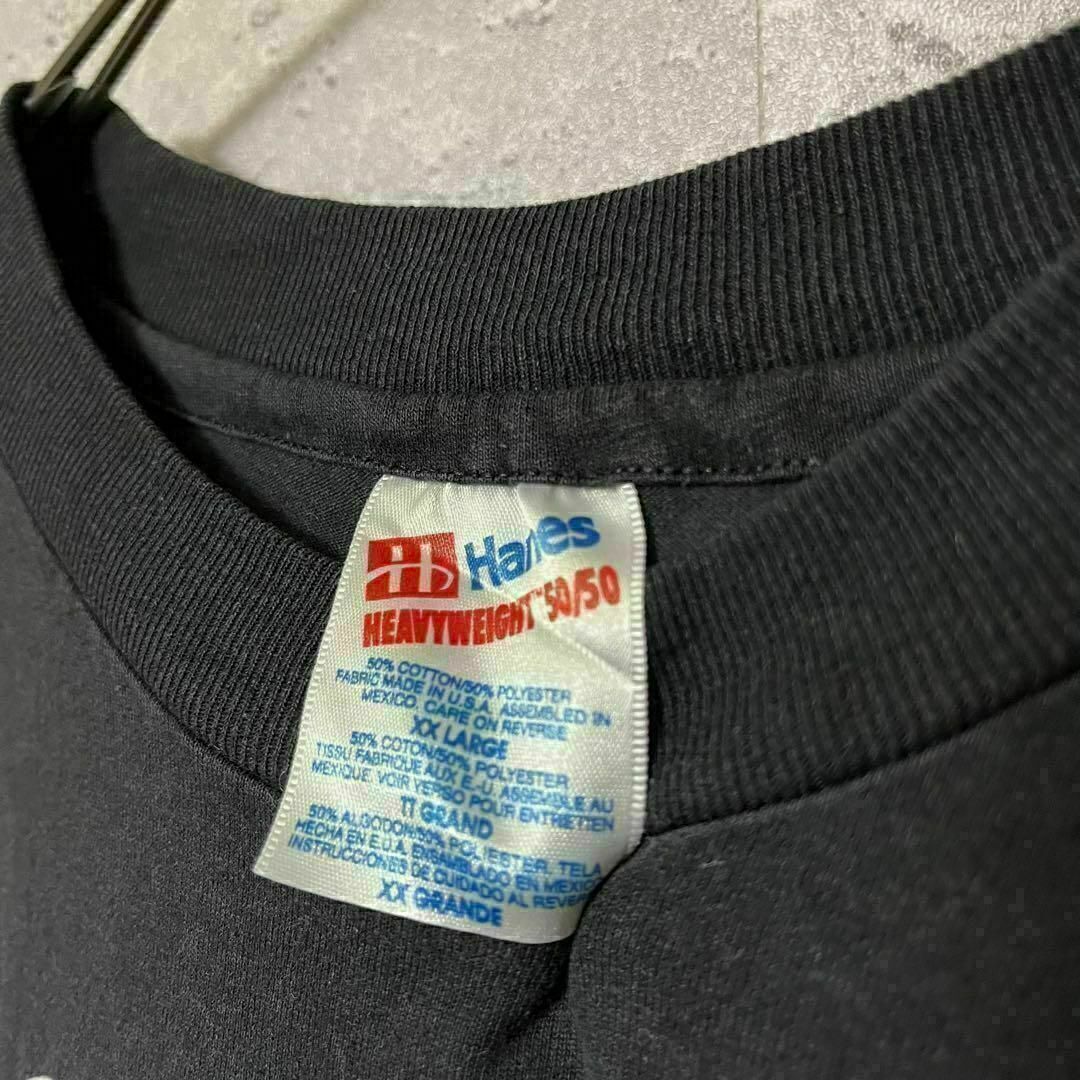 H Hanes
HEAVYWEIGHT™ 50/50
50% COTTON/50% POLYESTER
FABRIC MADE IN U.S.A. ASSEMBLED IN
MEXICO. CARE ON REVERSE
XX LARGE
50% COTON/50% POLYESTER
TISSU FABRIQUE AUX E.-U. ASSEMBLE AU
MEXIQUE VOIR VERSO POUR ENTRETIEN
TT GRAND
50% ALGODON/50% POLIESTER. TELA
HECHA EN E.U.A. ENSAMBLADO EN MEXICO
INSTRUCCIONES DE CUIDADO AL REVE
XX GRANDE